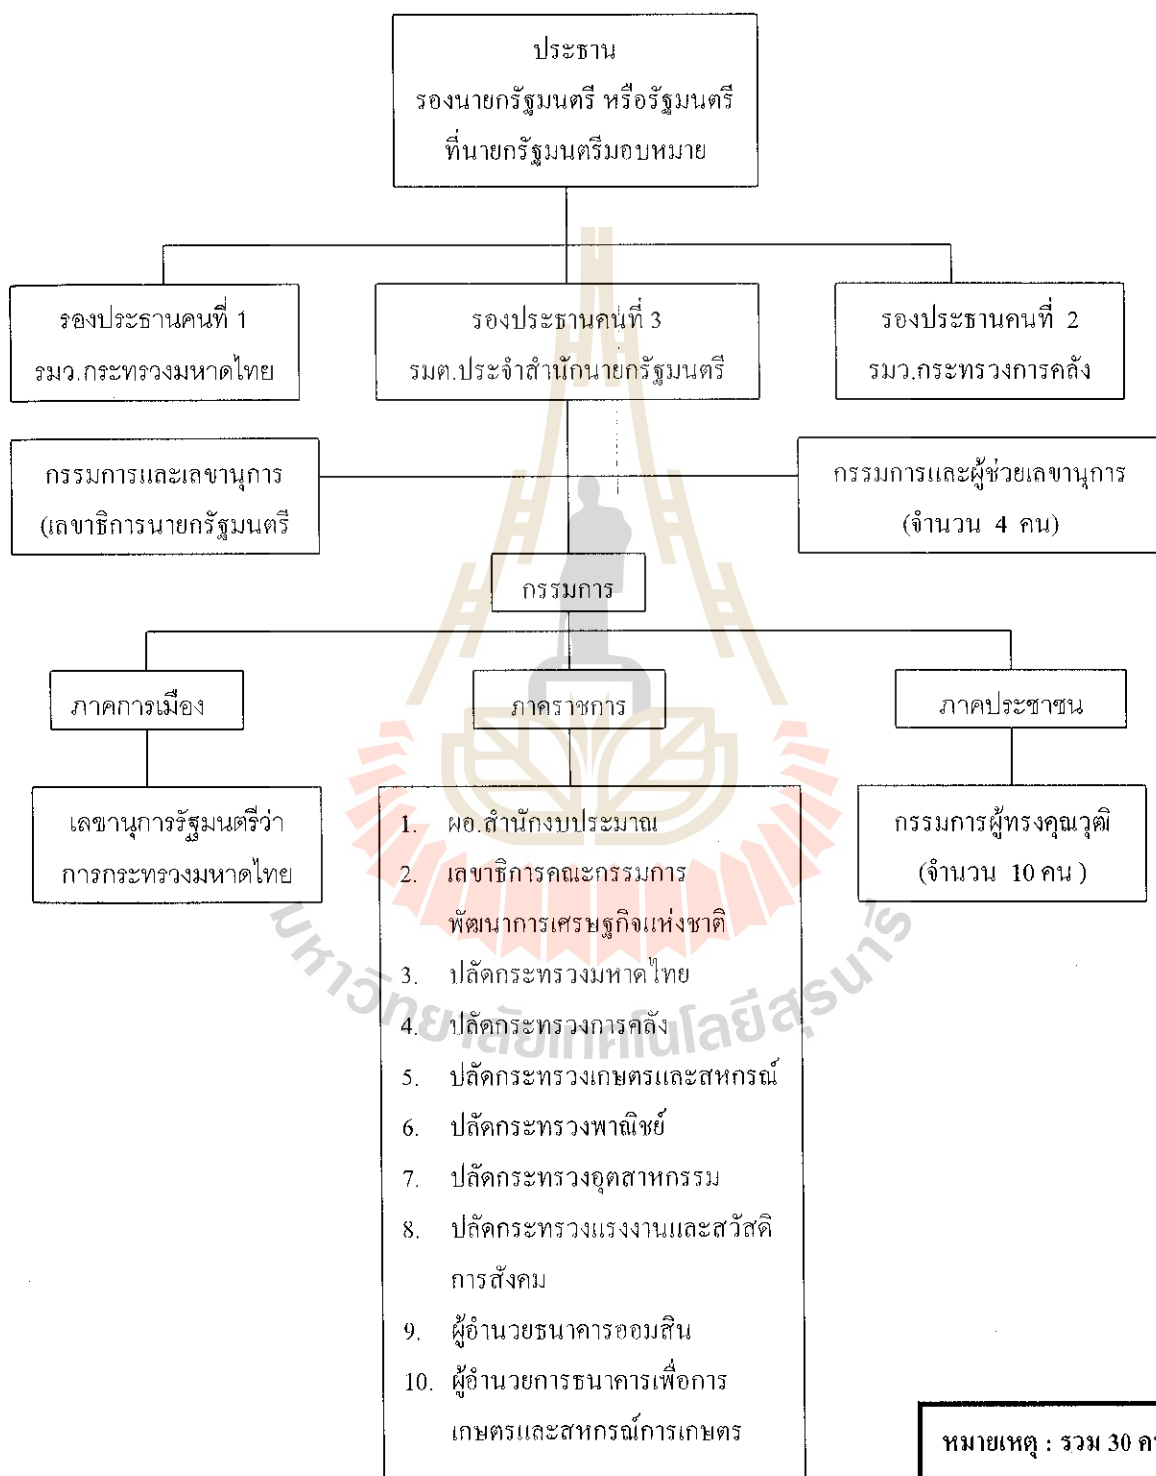 ประธาน
รองนายกรัฐมนตรี หรือรัฐมนตรี
ที่นายกรัฐมนตรีมอบหมาย
รองประธานคนที่ 1
รมว.กระทรวงมหาดไทย
รองประธานคนที่ 3
รมต.ประจำสำนักนายกรัฐมนตรี
รองประธานคนที่ 2
รมว.กระทรวงการคลัง
กรรมการและเลขานุการ
(เลขาธิการนายกรัฐมนตรี
กรรมการและผู้ช่วยเลขานุการ
(จำนวน 4 คน)
กรรมการ
ภาคการเมือง
ภาคราชการ
ภาคประชาชน
เลขานุการรัฐมนตรีว่า
การกระทรวงมหาดไทย
1. ผอ.สำนักงบประมาณ
2. เลขาธิการคณะกรรมการ
พัฒนาการเศรษฐกิจแห่งชาติ
3. ปลัดกระทรวงมหาดไทย
4. ปลัดกระทรวงการคลัง
5. ปลัดกระทรวงเกษตรและสหกรณ์
6. ปลัดกระทรวงพาณิชย์
7. ปลัดกระทรวงอุตสาหกรรม
8. ปลัดกระทรวงแรงงานและสวัสดิ
การสังคม
9. ผู้อำนวยธนาคารออมสิน
10. ผู้อำนวยการธนาคารเพื่อการ
เกษตรและสหกรณ์การเกษตร
กรรมการผู้ทรงคุณวุฒิ
(จำนวน 10 คน )
มหาวิทยาลัยเทคโนโลยีสุรนารี
หมายเหตุ : รวม 30